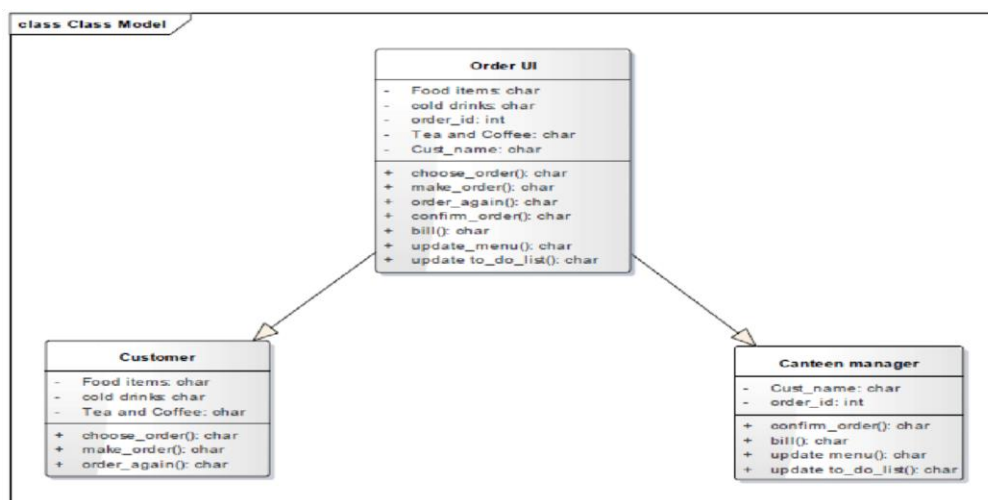 class Class Model
Order UI
- Food items: char
- cold drinks: char
- order_id: int
- Tea and Coffee: char
- Cust_name: char
+ choose_order(): char
+ make_order(): char
+ order_again(): char
+ confirm_order(): char
+ bill(): char
+ update_menu(): char
+ update to_do_list(): char
Customer
- Food items: char
- cold drinks: char
- Tea and Coffee: char
+ choose_order(): char
+ make_order(): char
+ order_again(): char
Canteen manager
- Cust_name: char
- order_id: int
+ confirm_order(): char
+ bill(): char
+ update menu(): char
+ update to_do_list(): char